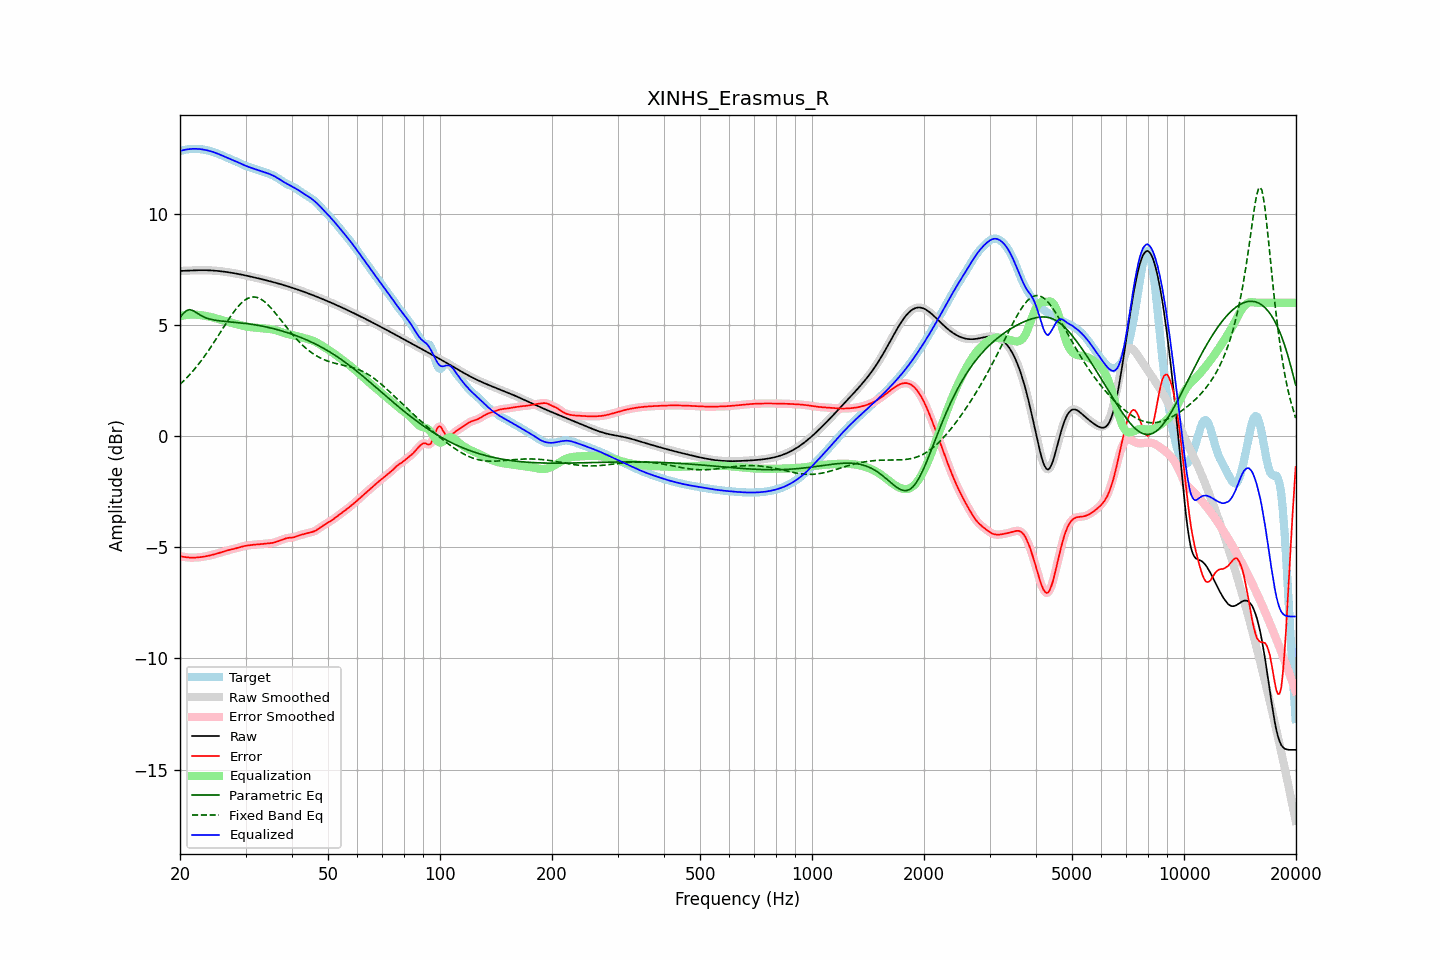 XINHS_Erasmus_R
Amplitude (dBr)
10
5
0
−5
−10
−15
Target
Raw Smoothed
Error Smoothed
Raw
Error
Equalization
Parametric Eq
Fixed Band Eq
Equalized
20 50 100 200 500 1000 2000 5000 10000 20000
Frequency (Hz)